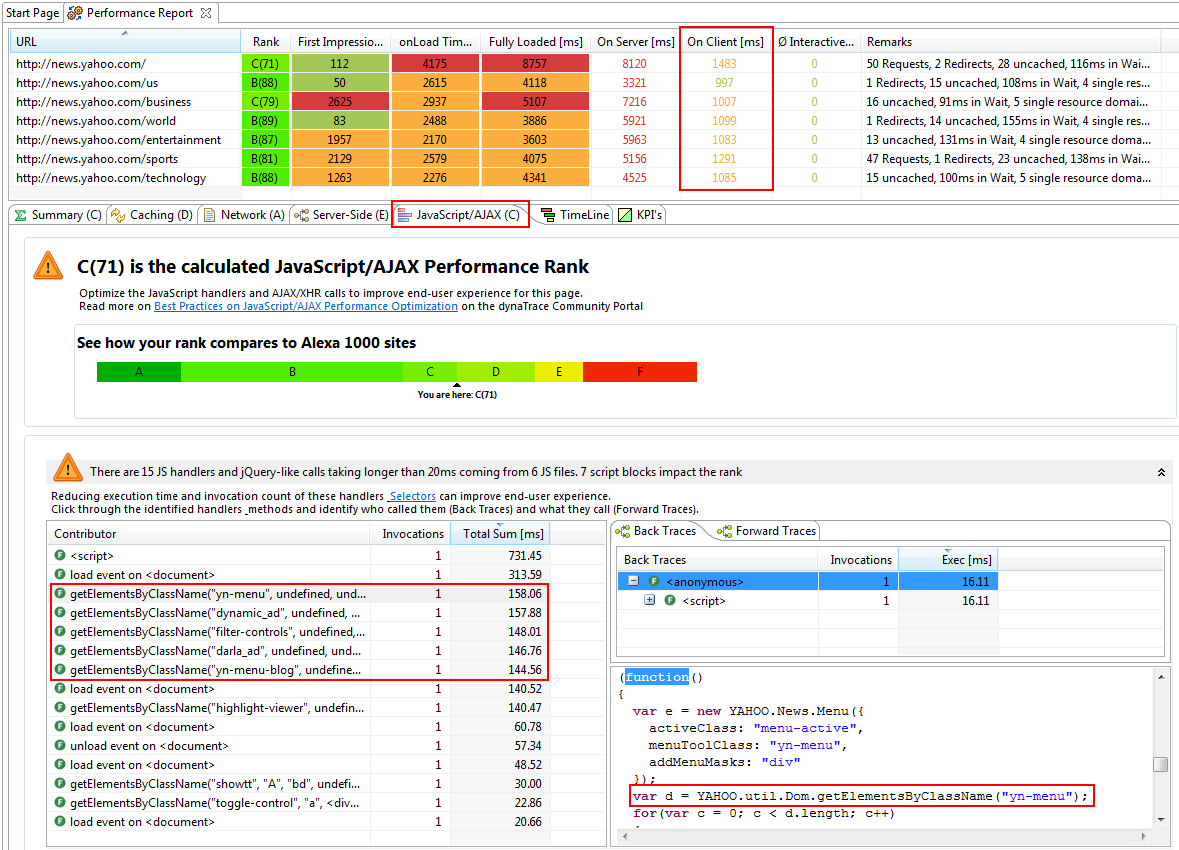 Start Page Performance Report
URL Rank First Impressio... onLoad Tim... Fully Loaded [ms] On Server [ms] On Client [ms] Ø Interactive... Remarks
http://news.yahoo.com/ C(71) 112 4175 8757 8120 1483 0 50 Requests, 2 Redirects, 28 uncached, 116ms in Wai...
http://news.yahoo.com/us B(88) 50 2615 4118 3321 997 0 1 Redirects, 15 uncached, 108ms in Wait, 4 single reso...
http://news.yahoo.com/business C(79) 2625 2937 5107 7216 1007 0 16 uncached, 91ms in Wait, 5 single resource domai...
http://news.yahoo.com/world B(89) 83 2488 3886 5921 1099 0 1 Redirects, 14 uncached, 155ms in Wait, 4 single res...
http://news.yahoo.com/entertainment B(87) 1957 2170 3603 5963 1083 0 13 uncached, 131ms in Wait, 4 single resource dom...
http://news.yahoo.com/sports B(81) 2129 2579 4075 5156 1291 0 47 Requests, 1 Redirects, 23 uncached, 138ms in Wai...
http://news.yahoo.com/technology B(88) 1263 2276 4341 4525 1085 0 15 uncached, 100ms in Wait, 5 single resource dom...
Summary (C) Caching (D) Network (A) Server-Side (E) JavaScript/AJAX (C) TimeLine KPI's
C(71) is the calculated JavaScript/AJAX Performance Rank
Optimize the JavaScript handlers and AJAX/XHR calls to improve end-user experience for this page.
Read more on Best Practices on JavaScript/AJAX Performance Optimization on the dynaTrace Community Portal
See how your rank compares to Alexa 1000 sites
A B C D E F
You are here: C(71)
There are 15 JS handlers and jQuery-like calls taking longer than 20ms coming from 6 JS files. 7 script blocks impact the rank
Reducing execution time and invocation count of these handlers _Selectors can improve end-user experience.
Click through the identified handlers _methods and identify who called them (Back Traces) and what they call (Forward Traces).
Contributor Invocations Total Sum [ms]
<script> 1 731.45
load event on <document> 1 313.59
getElementsByClassName("yn-menu", undefined, und... 1 158.06
getElementsByClassName("dynamic_ad", undefined, ... 1 157.88
getElementsByClassName("filter-controls", undefined,... 1 148.01
getElementsByClassName("darla_ad", undefined, und... 1 146.76
getElementsByClassName("yn-menu-blog", undefine... 1 144.56
load event on <document> 1 140.52
getElementsByClassName("highlight-viewer", undefin... 1 140.47
load event on <document> 1 60.78
unload event on <document> 1 57.34
load event on <document> 1 48.52
getElementsByClassName("showtt", "A", "bd", undefi... 1 30.00
getElementsByClassName("toggle-control", "a", <div... 1 22.86
load event on <document> 1 20.66
Back Traces Forward Traces
Back Traces Invocations Exec [ms]
<anonymous> 1 16.11
<script> 1 16.11
(function()
{
var e = new YAHOO.News.Menu({
activeClass: "menu-active",
menuToolClass: "yn-menu",
addMenuMasks: "div"
});
var d = YAHOO.util.Dom.getElementsByClassName("yn-menu");
for(var c = 0; c < d.length; c++)